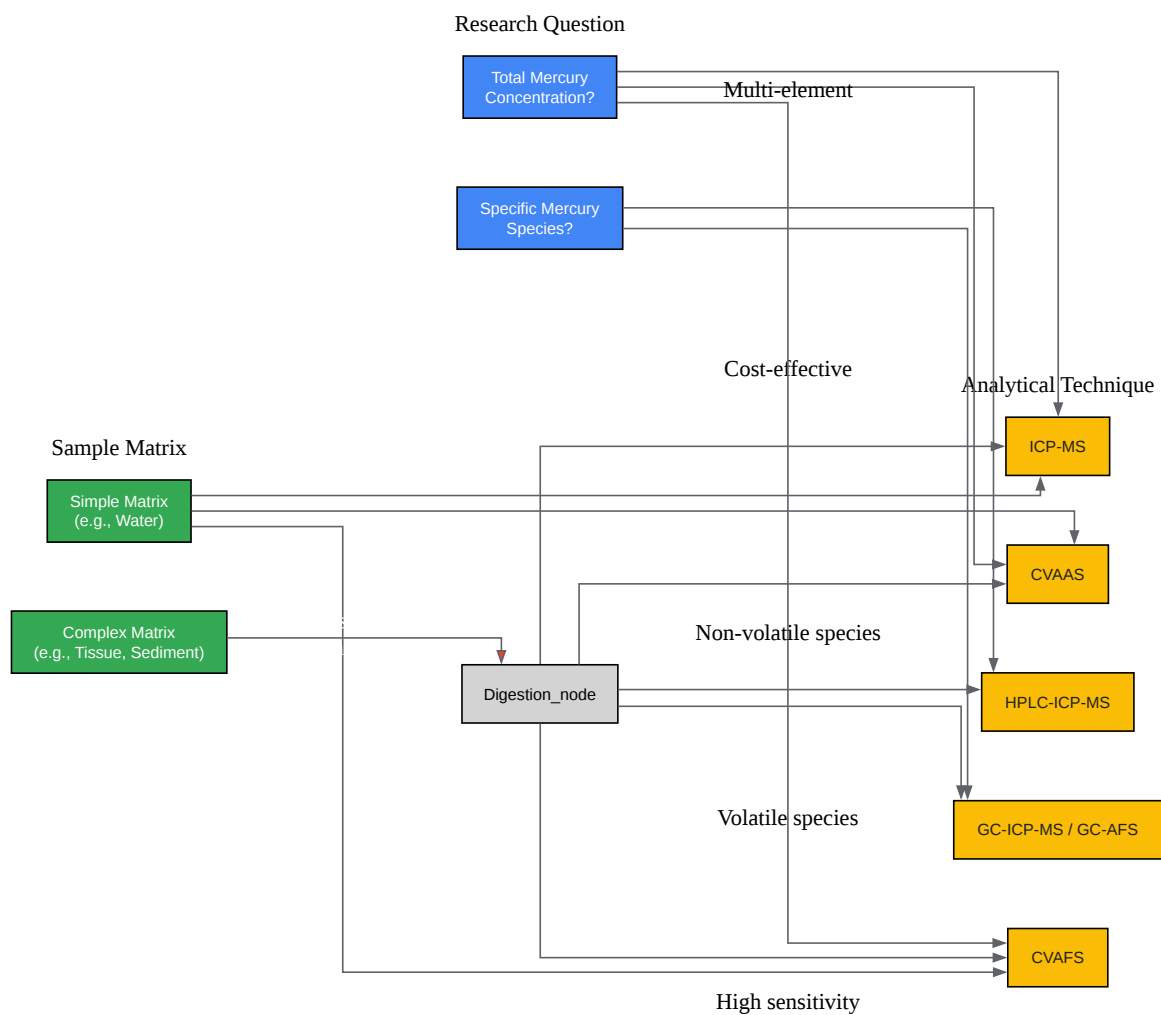 Research Question
Total Mercury
Concentration?
Multi-element
Specific Mercury
Species?
Cost-effective
Analytical Technique
ICP-MS
Sample Matrix
Simple Matrix
(e.g., Water)
CVAAS
Complex Matrix
(e.g., Tissue, Sediment)
Non-volatile species
Digestion_node
HPLC-ICP-MS
Volatile species
GC-ICP-MS / GC-AFS
CVAFS
High sensitivity